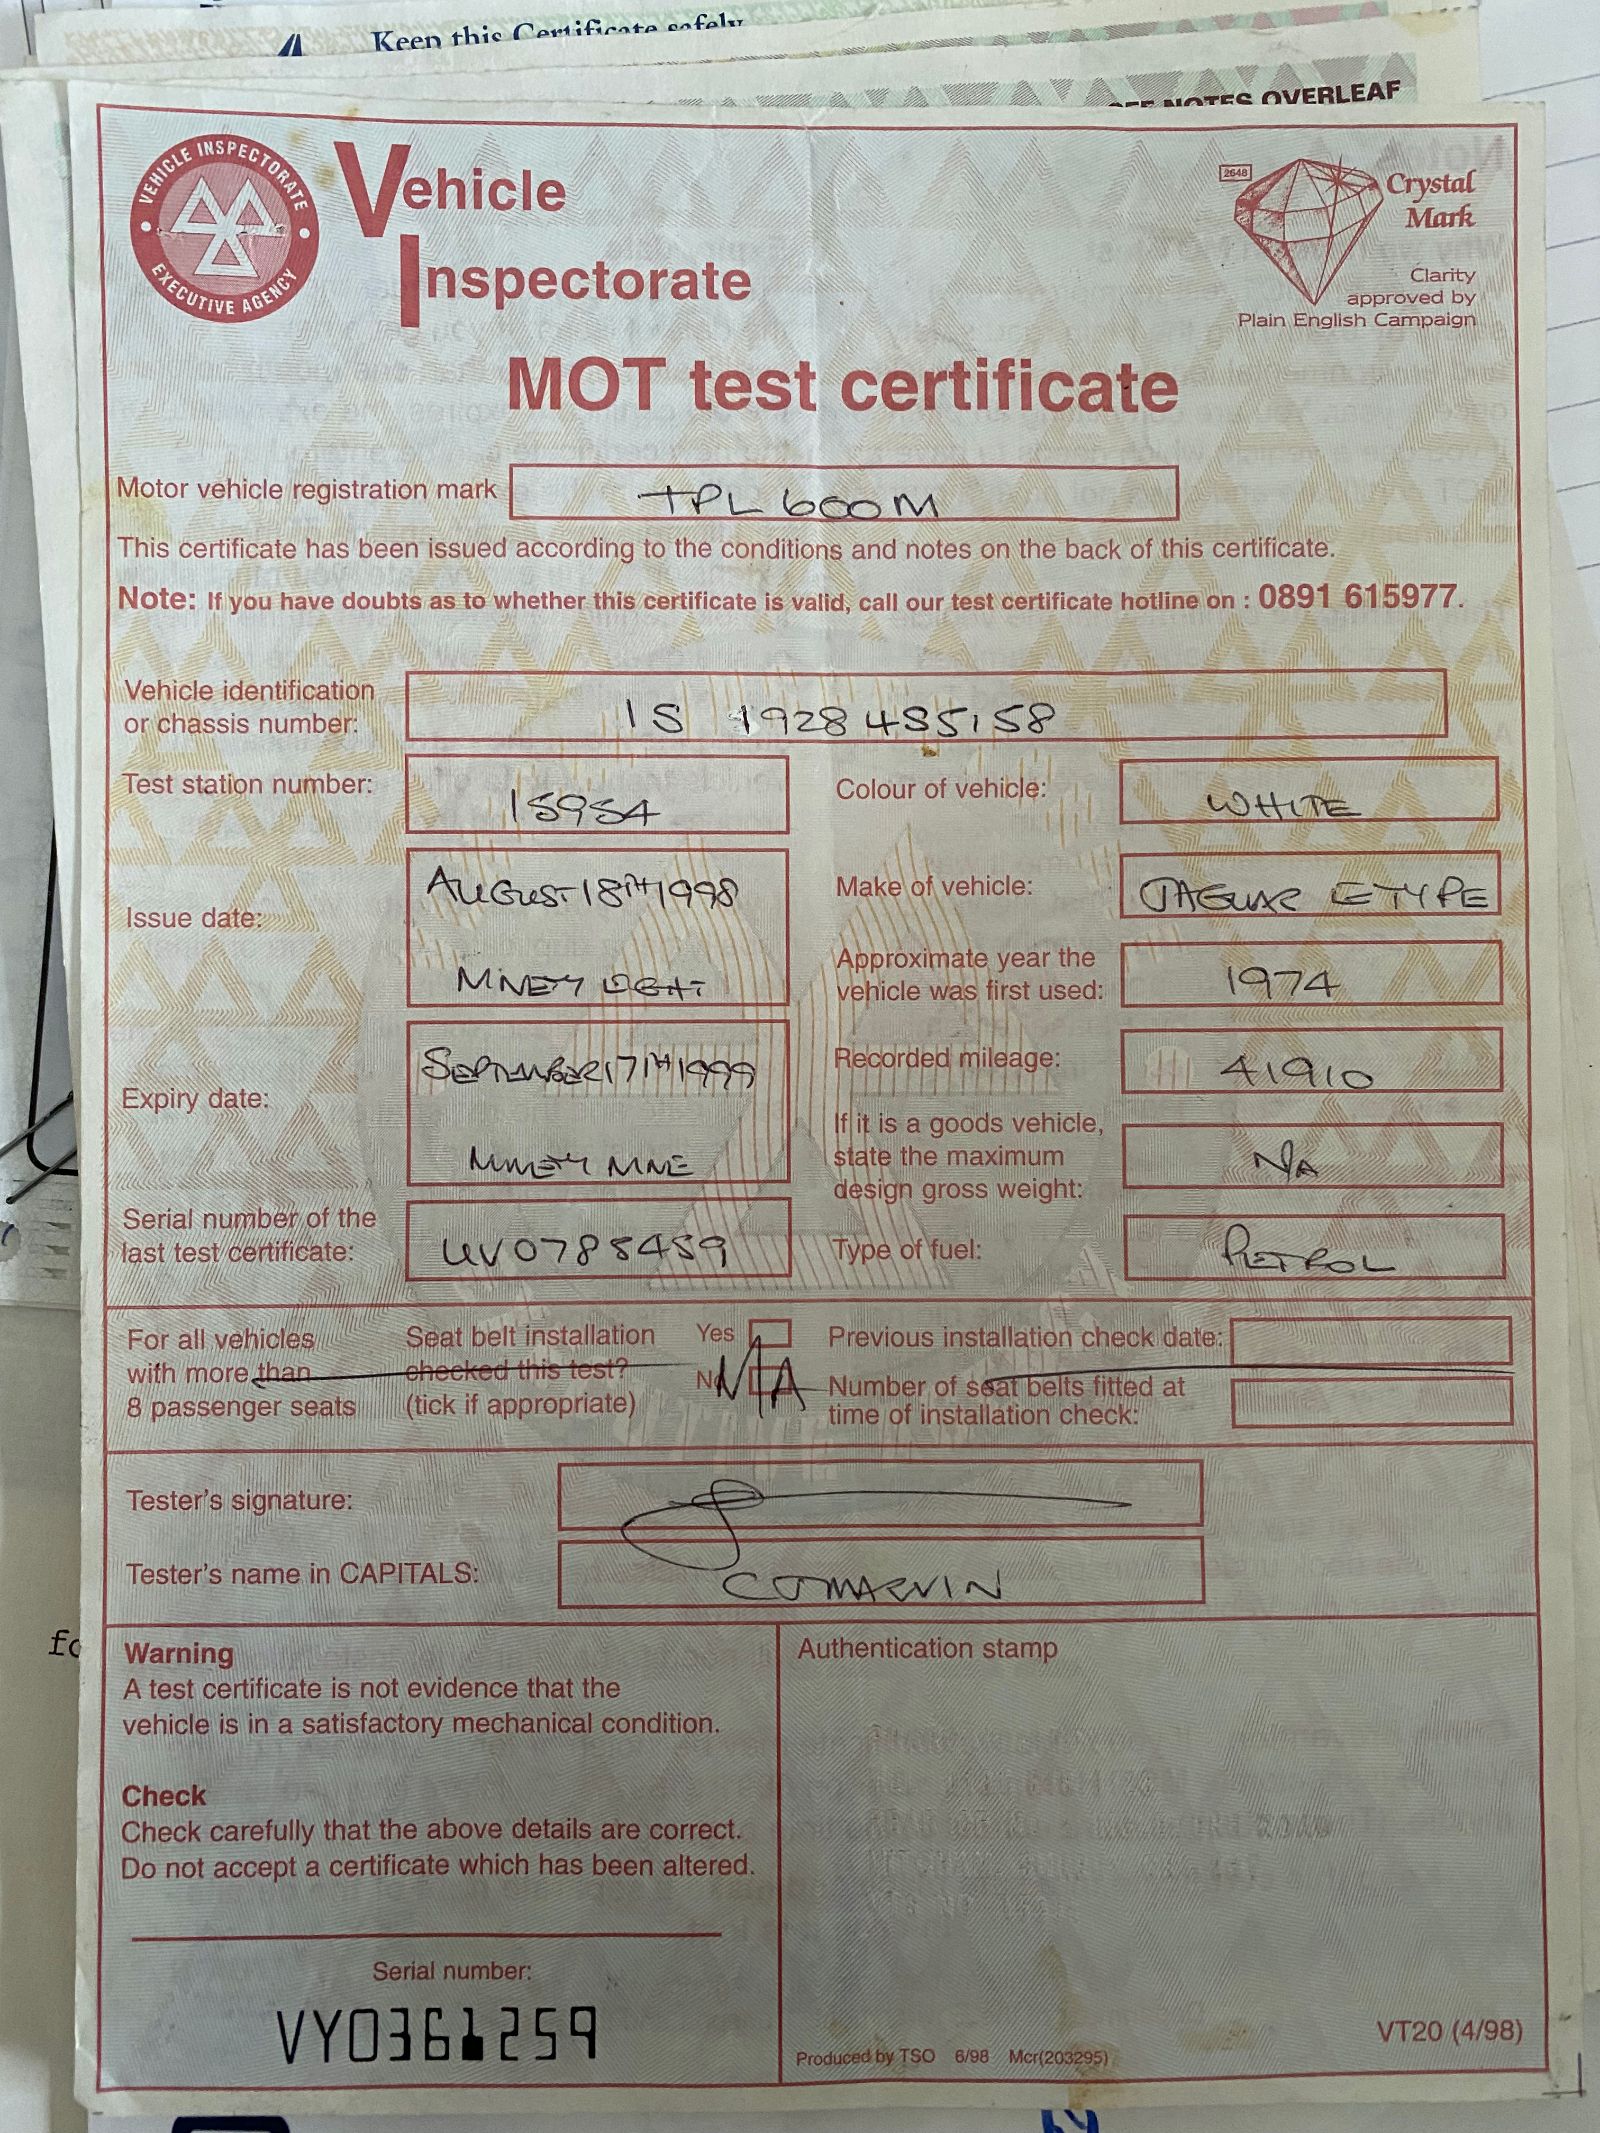 Keep this Certificate safely
SEE NOTES OVERLEAF
VEHICLE INSPECTORATE
EXECUTIVE AGENCY
Vehicle
Inspectorate
2648
Crystal
Mark
Clarity
approved by
Plain English Campaign
MOT test certificate
Motor vehicle registration mark TPL 600M
This certificate has been issued according to the conditions and notes on the back of this certificate.
Note: If you have doubts as to whether this certificate is valid, call our test certificate hotline on : 0891 615977.
Vehicle identification
or chassis number: 1S 1928 4S5158
Test station number: 15954
Colour of vehicle: WHITE
Issue date: AUGUST 18TH 1998
NINETY EIGHT
Make of vehicle: JAGUAR E TYPE
Approximate year the
vehicle was first used: 1974
Expiry date: SEPTEMBER 17TH 1999
NINETY NINE
Recorded mileage: 41910
If it is a goods vehicle,
state the maximum
design gross weight: N/A
Serial number of the
last test certificate: UV0785459
Type of fuel: PETROL
For all vehicles
with more than
8 passenger seats
Seat belt installation
checked this test?
(tick if appropriate)
Yes
No
N/A
Previous installation check date:
Number of seat belts fitted at
time of installation check:
Tester's signature:
Tester's name in CAPITALS: CJ MARVIN
Warning
A test certificate is not evidence that the
vehicle is in a satisfactory mechanical condition.
Check
Check carefully that the above details are correct.
Do not accept a certificate which has been altered.
Serial number:
VY0361259
Authentication stamp
VT20 (4/98)
Produced by TSO 6/98 Mcr(203295)